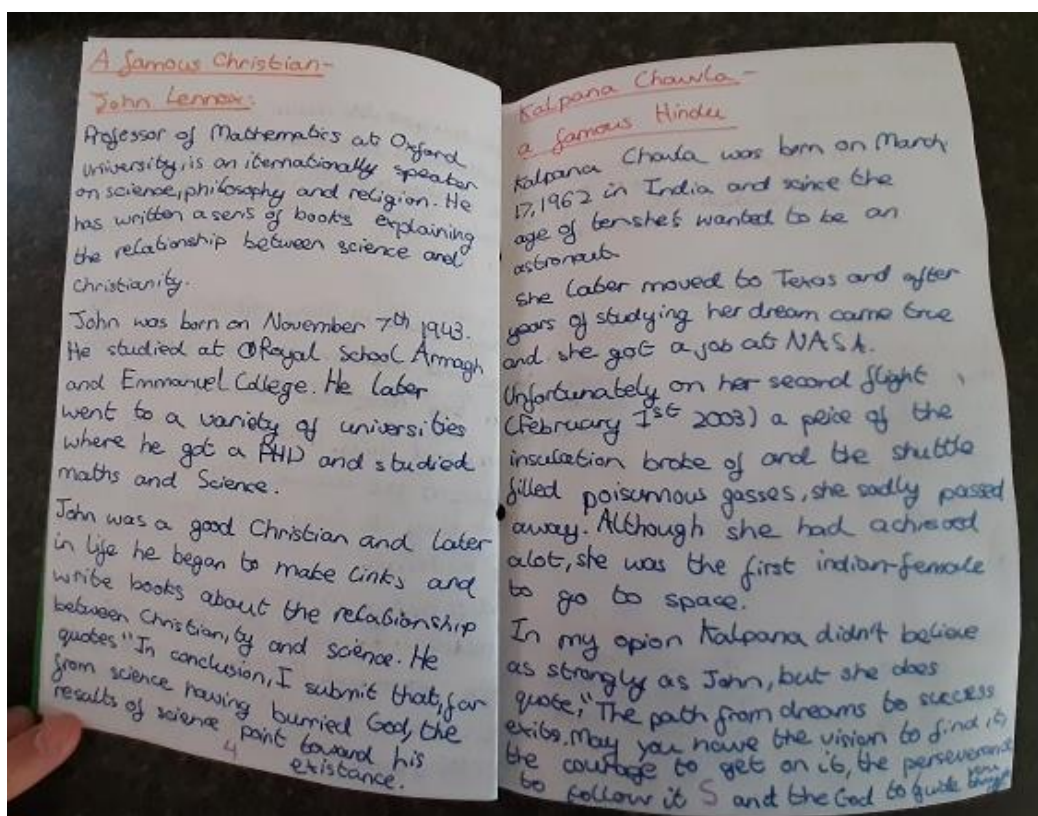 A famous Christian-
John Lennox:
Professor of Mathematics at Oxford
university, is an iternationally speaker
on science, philosophy and religion. He
has written a sers of books explaining
the relationship between science and
christianity.
John was born on November 7th 1943.
He studied at Royal School Armagh
and Emmanuel College. He later
went to a variety of universities
where he got a PHD and studied
maths and Science.
John was a good Christian and later
in life he began to make links and
write books about the relationship
between Christianity and science. He
quotes "In conclusion, I submit that, far
from science having burried God, the
results of science point toward his
existance.
4
Kalpana Chawla -
a famous Hindu
Kalpana Chawla was born on March
17, 1962 in India and since the
age of ten she's wanted to be an
astronaut.
she later moved to Texas and after
years of studying her dream came true
and she got a job at NASA.
Unfortunately on her second flight
(February 1st 2003) a peice of the
insulation broke of and the shuttle
filled poisumous gasses, she sadly passed
away. Although she had achieved
alot, she was the first indian-female
to go to space.
In my opion Kalpana didn't believe
as strongly as John, but she does
quote, "The path from dreams to success
exits. May you have the vision to find it,
the courage to get on it, the perseverance
to follow it 5 and the God to guide you